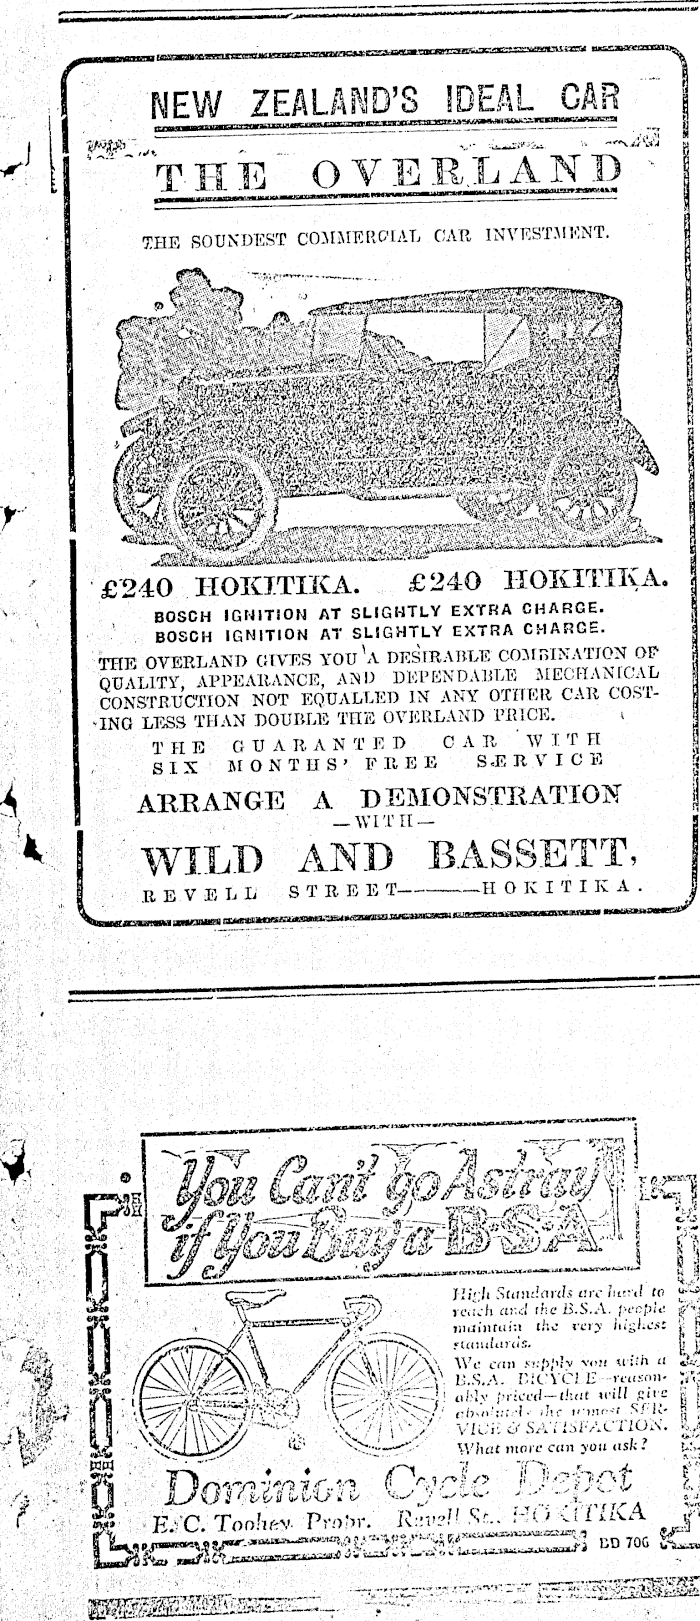 NEW ZEALAND'S IDEAL CAR
THE OVERLAND
THE SOUNDEST COMMERCIAL CAR INVESTMENT.
£240 HOKITIKA. £240 HOKITIKA.
BOSCH IGNITION AT SLIGHTLY EXTRA CHARGE.
BOSCH IGNITION AT SLIGHTLY EXTRA CHARGE.
THE OVERLAND GIVES YOU A DESIRABLE COMBINATION OF
QUALITY, APPEARANCE, AND DEPENDABLE MECHANICAL
CONSTRUCTION NOT EQUALLED IN ANY OTHER CAR COST-
ING LESS THAN DOUBLE THE OVERLAND PRICE.
THE GUARANTED CAR WITH
SIX MONTHS' FREE SERVICE
ARRANGE A DEMONSTRATION
—WITH—
WILD AND BASSETT,
REVELL STREET———HOKITIKA.
You Can't go Astray
if You Buy a B·S·A
High Standards are hard to
reach and the B.S.A. people
maintain the very highest
standards.
We can supply you with a
B.S.A. BICYCLE—reason-
ably priced—that will give
absolutely the utmost SER-
VICE & SATISFACTION.
What more can you ask?
Dominion Cycle Depot
E. C. Toohey, Propr. Revell St., HOKITIKA
BD 706